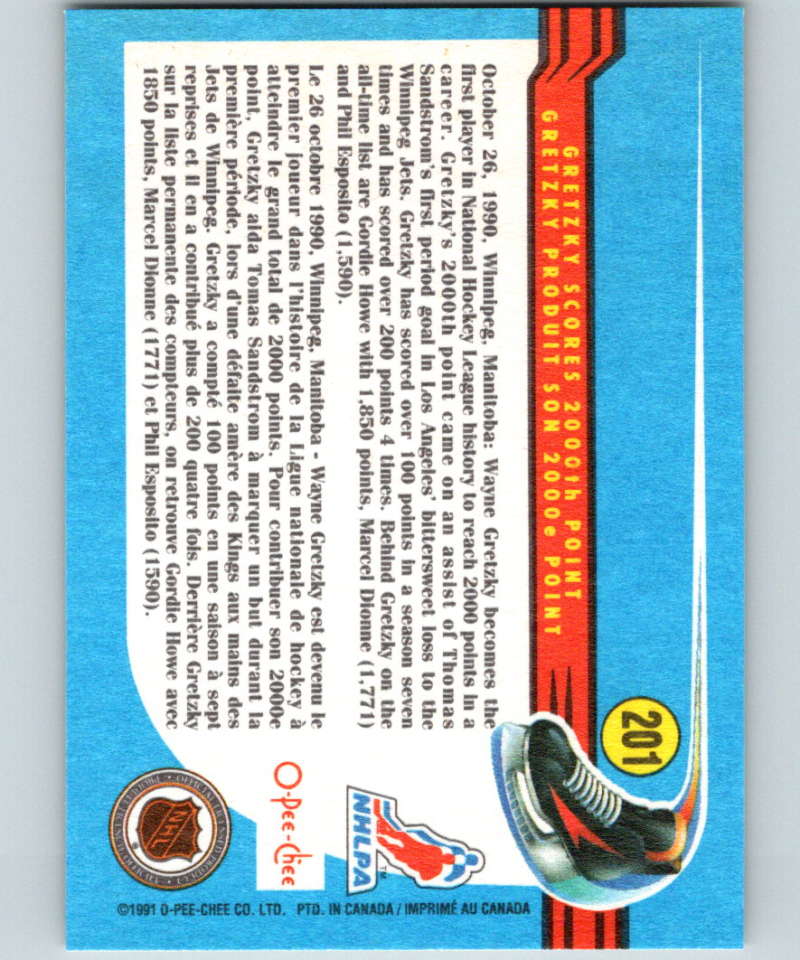 201
GRETZKY SCORES 2000th POINT
GRETZKY PRODUIT SON 2000e POINT
October 26, 1990, Winnipeg, Manitoba: Wayne Gretzky becomes the
first player in National Hockey League history to reach 2000 points in a
career. Gretzky's 2000th point came on an assist of Thomas
Sandstrom's first period goal in Los Angeles' bittersweet loss to the
Winnipeg Jets. Gretzky has scored over 100 points in a season seven
times and has scored over 200 points 4 times. Behind Gretzky on the
all-time list are Gordie Howe with 1,850 points, Marcel Dionne (1,771)
and Phil Esposito (1,590).
Le 26 octobre 1990, Winnipeg, Manitoba - Wayne Gretzky est devenu le
premier joueur dans l'histoire de la Ligue nationale de hockey à
atteindre le grand total de 2000 points. Pour contribuer son 2000e
point, Gretzky aida Tomas Sandstrom à marquer un but durant la
première période, lors d'une défaite amère des Kings aux mains des
Jets de Winnipeg. Gretzky a compté 100 points en une saison à sept
reprises et il en a contribué plus de 200 quatre fois. Derrière Gretzky
sur la liste permanente des compteurs, on retrouve Gordie Howe avec
1850 points, Marcel Dionne (1771) et Phil Esposito (1590).
NHLPA
TM
O-Pee-Chee
NHL
®
©1991 O-PEE-CHEE CO. LTD. PTD. IN CANADA / IMPRIMÉ AU CANADA